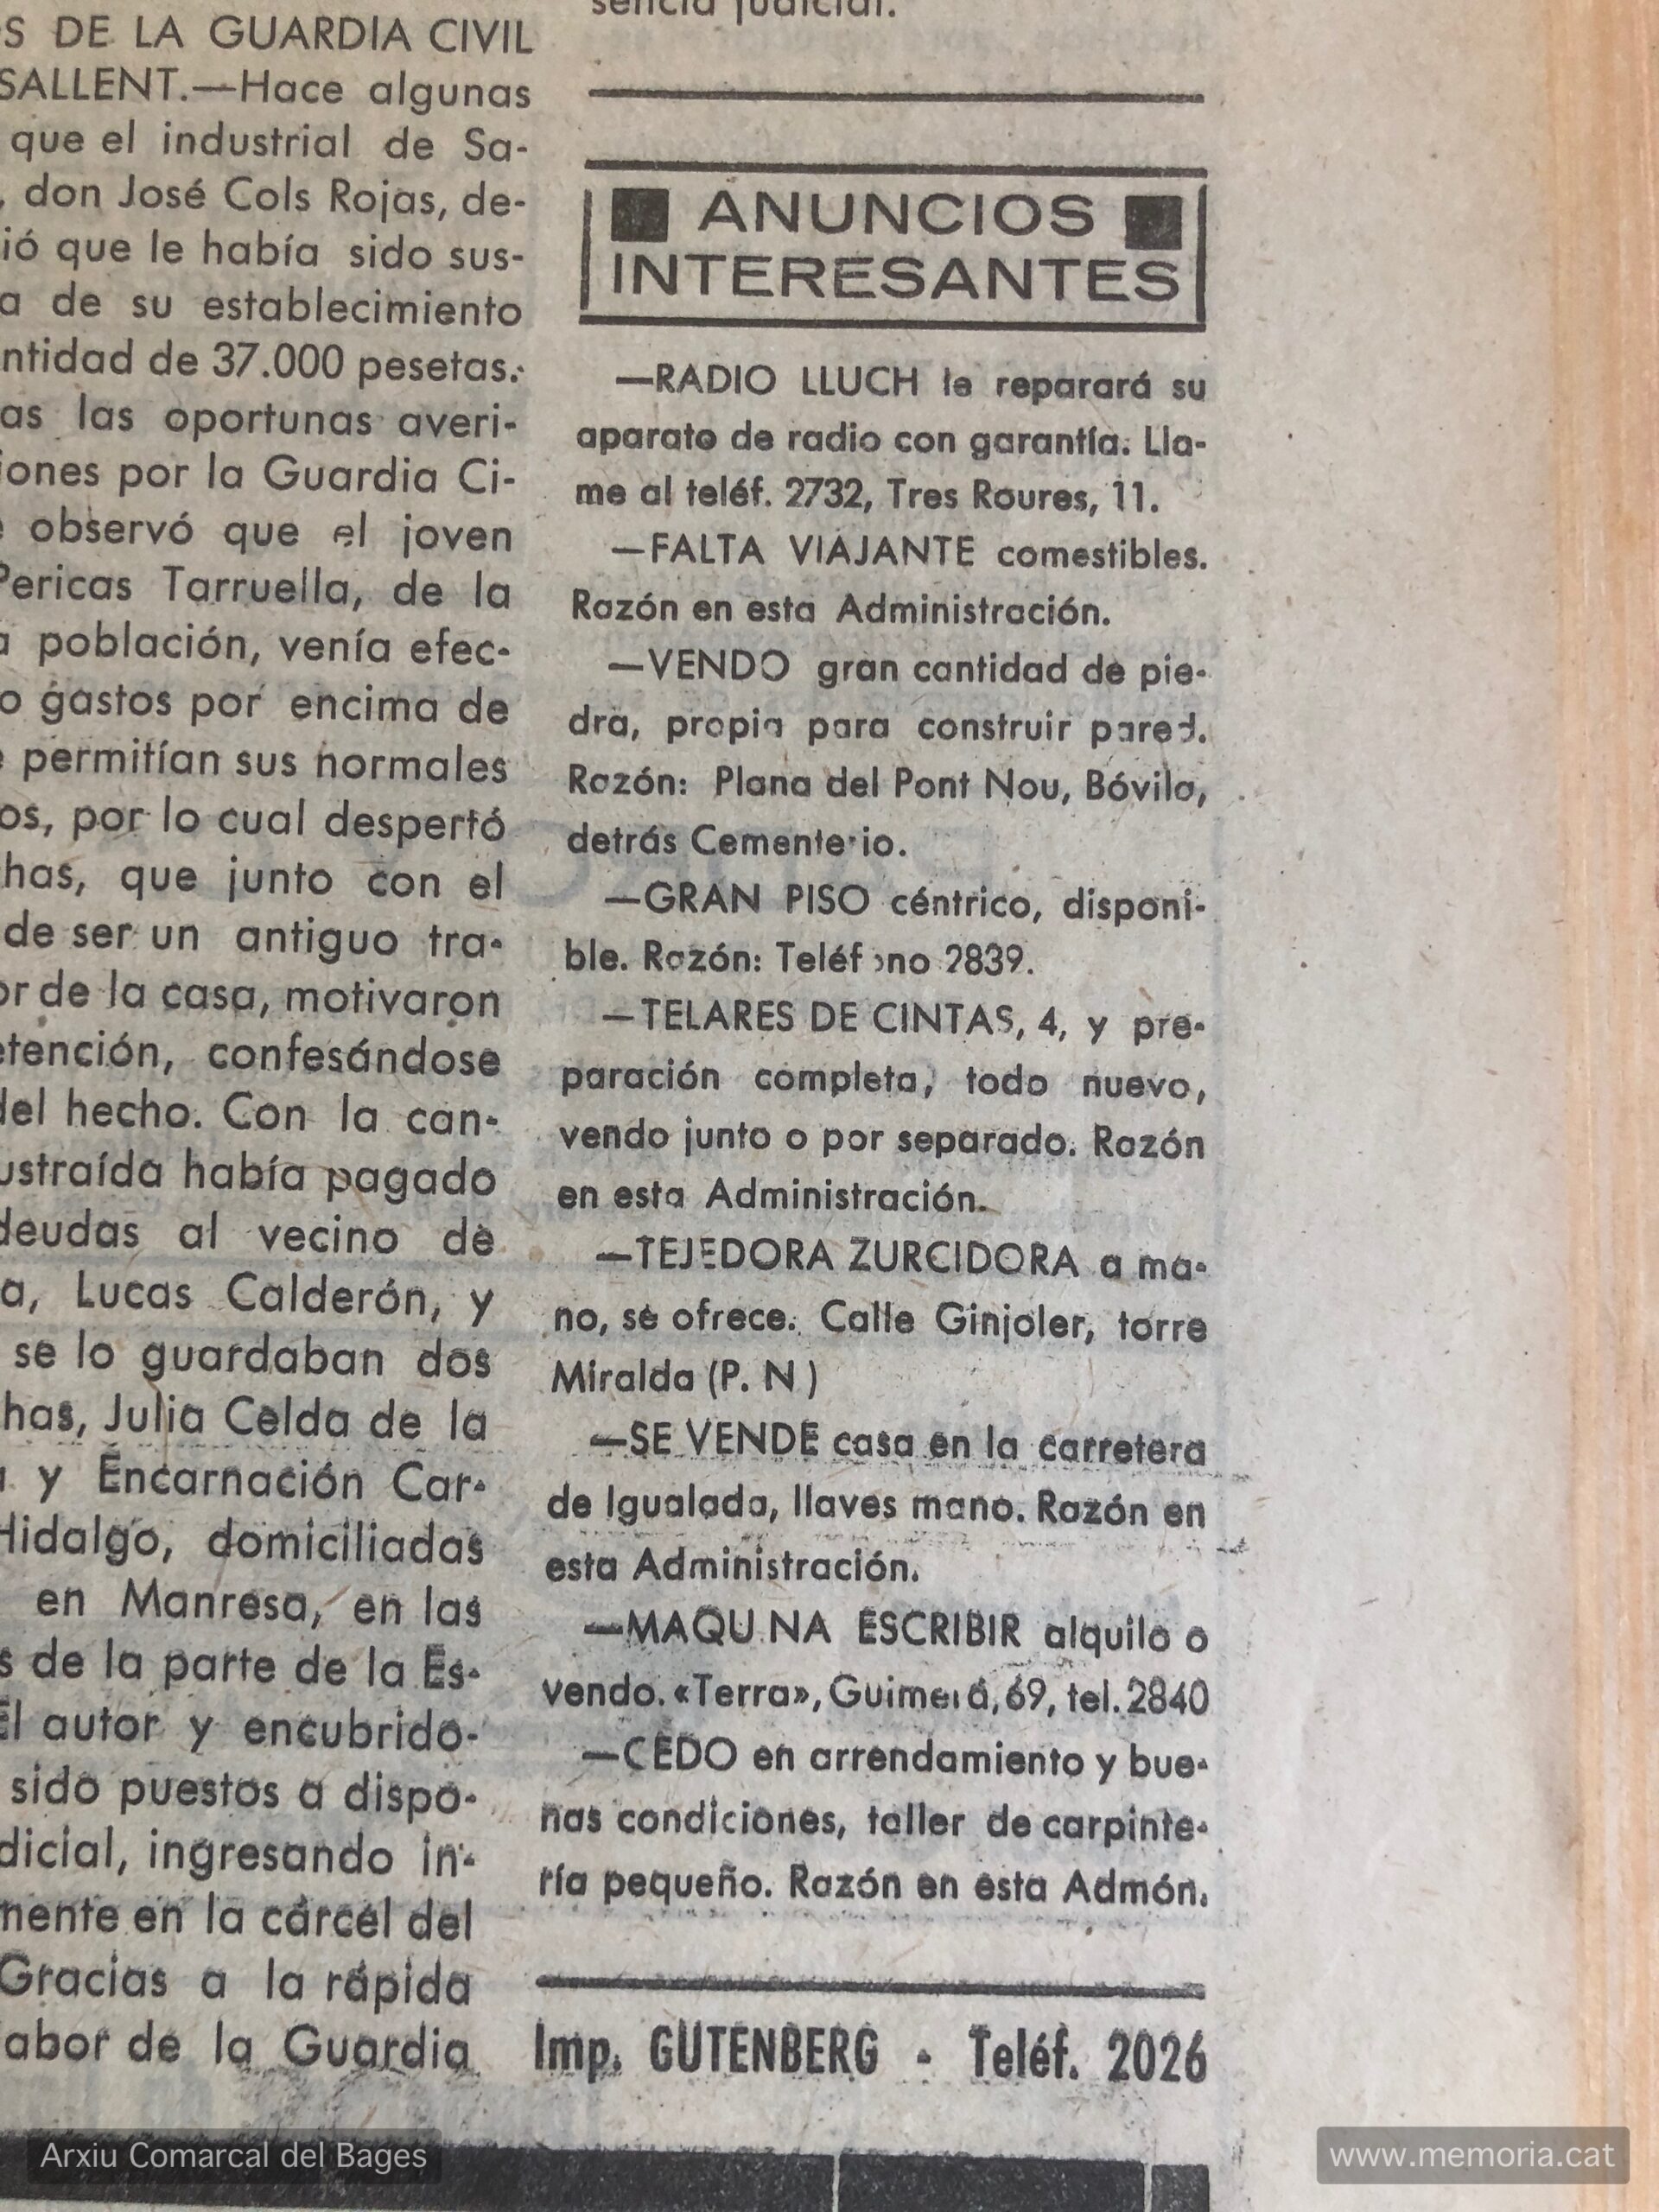 S DE LA GUARDIA CIVIL
SALLENT.—Hace algunas
que el industrial de Sa-
, don José Cols Rojas, de-
ió que le había sido sus-
a de su establecimiento
ntidad de 37.000 pesetas.
as las oportunas averi-
iones por la Guardia Ci-
observó que el joven
Pericas Tarruella, de la
a población, venía efec-
o gastos por encima de
e permitían sus normales
os, por lo cual despertó
has, que junto con el
de ser un antiguo tra-
or de la casa, motivaron
etención, confesándose
del hecho. Con la can-
ustraída había pagado
deudas al vecino de
a, Lucas Calderón, y
se lo guardaban dos
has, Julia Celda de la
y Encarnación Car-
Hidalgo, domiciliadas
en Manresa, en las
s de la parte de la Es-
El autor y encubrido-
sido puestos a dispo-
dicial, ingresando in-
mente en la cárcel del
Gracias a la rápida
labor de la Guardia
sencia judicial.
ANUNCIOS
INTERESANTES
—RADIO LLUCH le reparará su
aparato de radio con garantía. Lla-
me al teléf. 2732, Tres Roures, 11.
—FALTA VIAJANTE comestibles.
Razón en esta Administración.
—VENDO gran cantidad de pie-
dra, propia para construir pared.
Razón: Plana del Pont Nou, Bóvila,
detrás Cementerio.
—GRAN PISO céntrico, disponi-
ble. Razón: Teléfono 2839.
—TELARES DE CINTAS, 4, y pre-
paración completa, todo nuevo,
vendo junto o por separado. Razón
en esta Administración.
—TEJEDORA ZURCIDORA a ma-
no, se ofrece. Calle Ginjoler, torre
Miralda (P. N )
—SE VENDE casa en la carretera
de Igualada, llaves mano. Razón en
esta Administración.
—MAQUINA ESCRIBIR alquilo o
vendo. «Terra», Guimerá, 69, tel. 2840
—CEDO en arrendamiento y bue-
nas condiciones, taller de carpinte-
ría pequeño. Razón en esta Admón.
Imp. GUTENBERG - Teléf. 2026
Arxiu Comarcal del Bages
www.memoria.cat